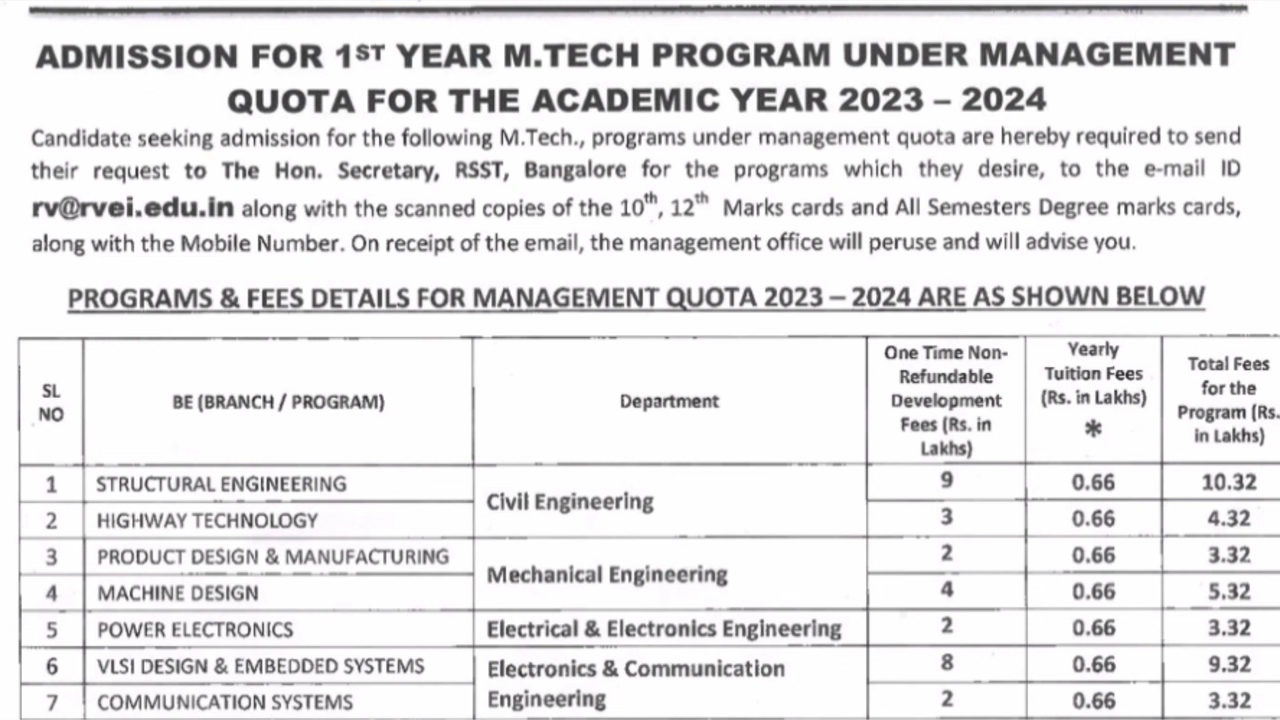 ADMISSION FOR 1ST YEAR M.TECH PROGRAM UNDER MANAGEMENT
QUOTA FOR THE ACADEMIC YEAR 2023 – 2024
Candidate seeking admission for the following M.Tech., programs under management quota are hereby required to send
their request to The Hon. Secretary, RSST, Bangalore for the programs which they desire, to the e-mail ID
rv@rvei.edu.in along with the scanned copies of the 10th, 12th Marks cards and All Semesters Degree marks cards,
along with the Mobile Number. On receipt of the email, the management office will peruse and will advise you.
PROGRAMS & FEES DETAILS FOR MANAGEMENT QUOTA 2023 – 2024 ARE AS SHOWN BELOW
SL NO BE (BRANCH / PROGRAM) Department One Time Non-Refundable Development Fees (Rs. in Lakhs) Yearly Tuition Fees (Rs. in Lakhs) * Total Fees for the Program (Rs. in Lakhs)
1 STRUCTURAL ENGINEERING Civil Engineering 9 0.66 10.32
2 HIGHWAY TECHNOLOGY 3 0.66 4.32
3 PRODUCT DESIGN & MANUFACTURING Mechanical Engineering 2 0.66 3.32
4 MACHINE DESIGN 4 0.66 5.32
5 POWER ELECTRONICS Electrical & Electronics Engineering 2 0.66 3.32
6 VLSI DESIGN & EMBEDDED SYSTEMS Electronics & Communication Engineering 8 0.66 9.32
7 COMMUNICATION SYSTEMS 2 0.66 3.32